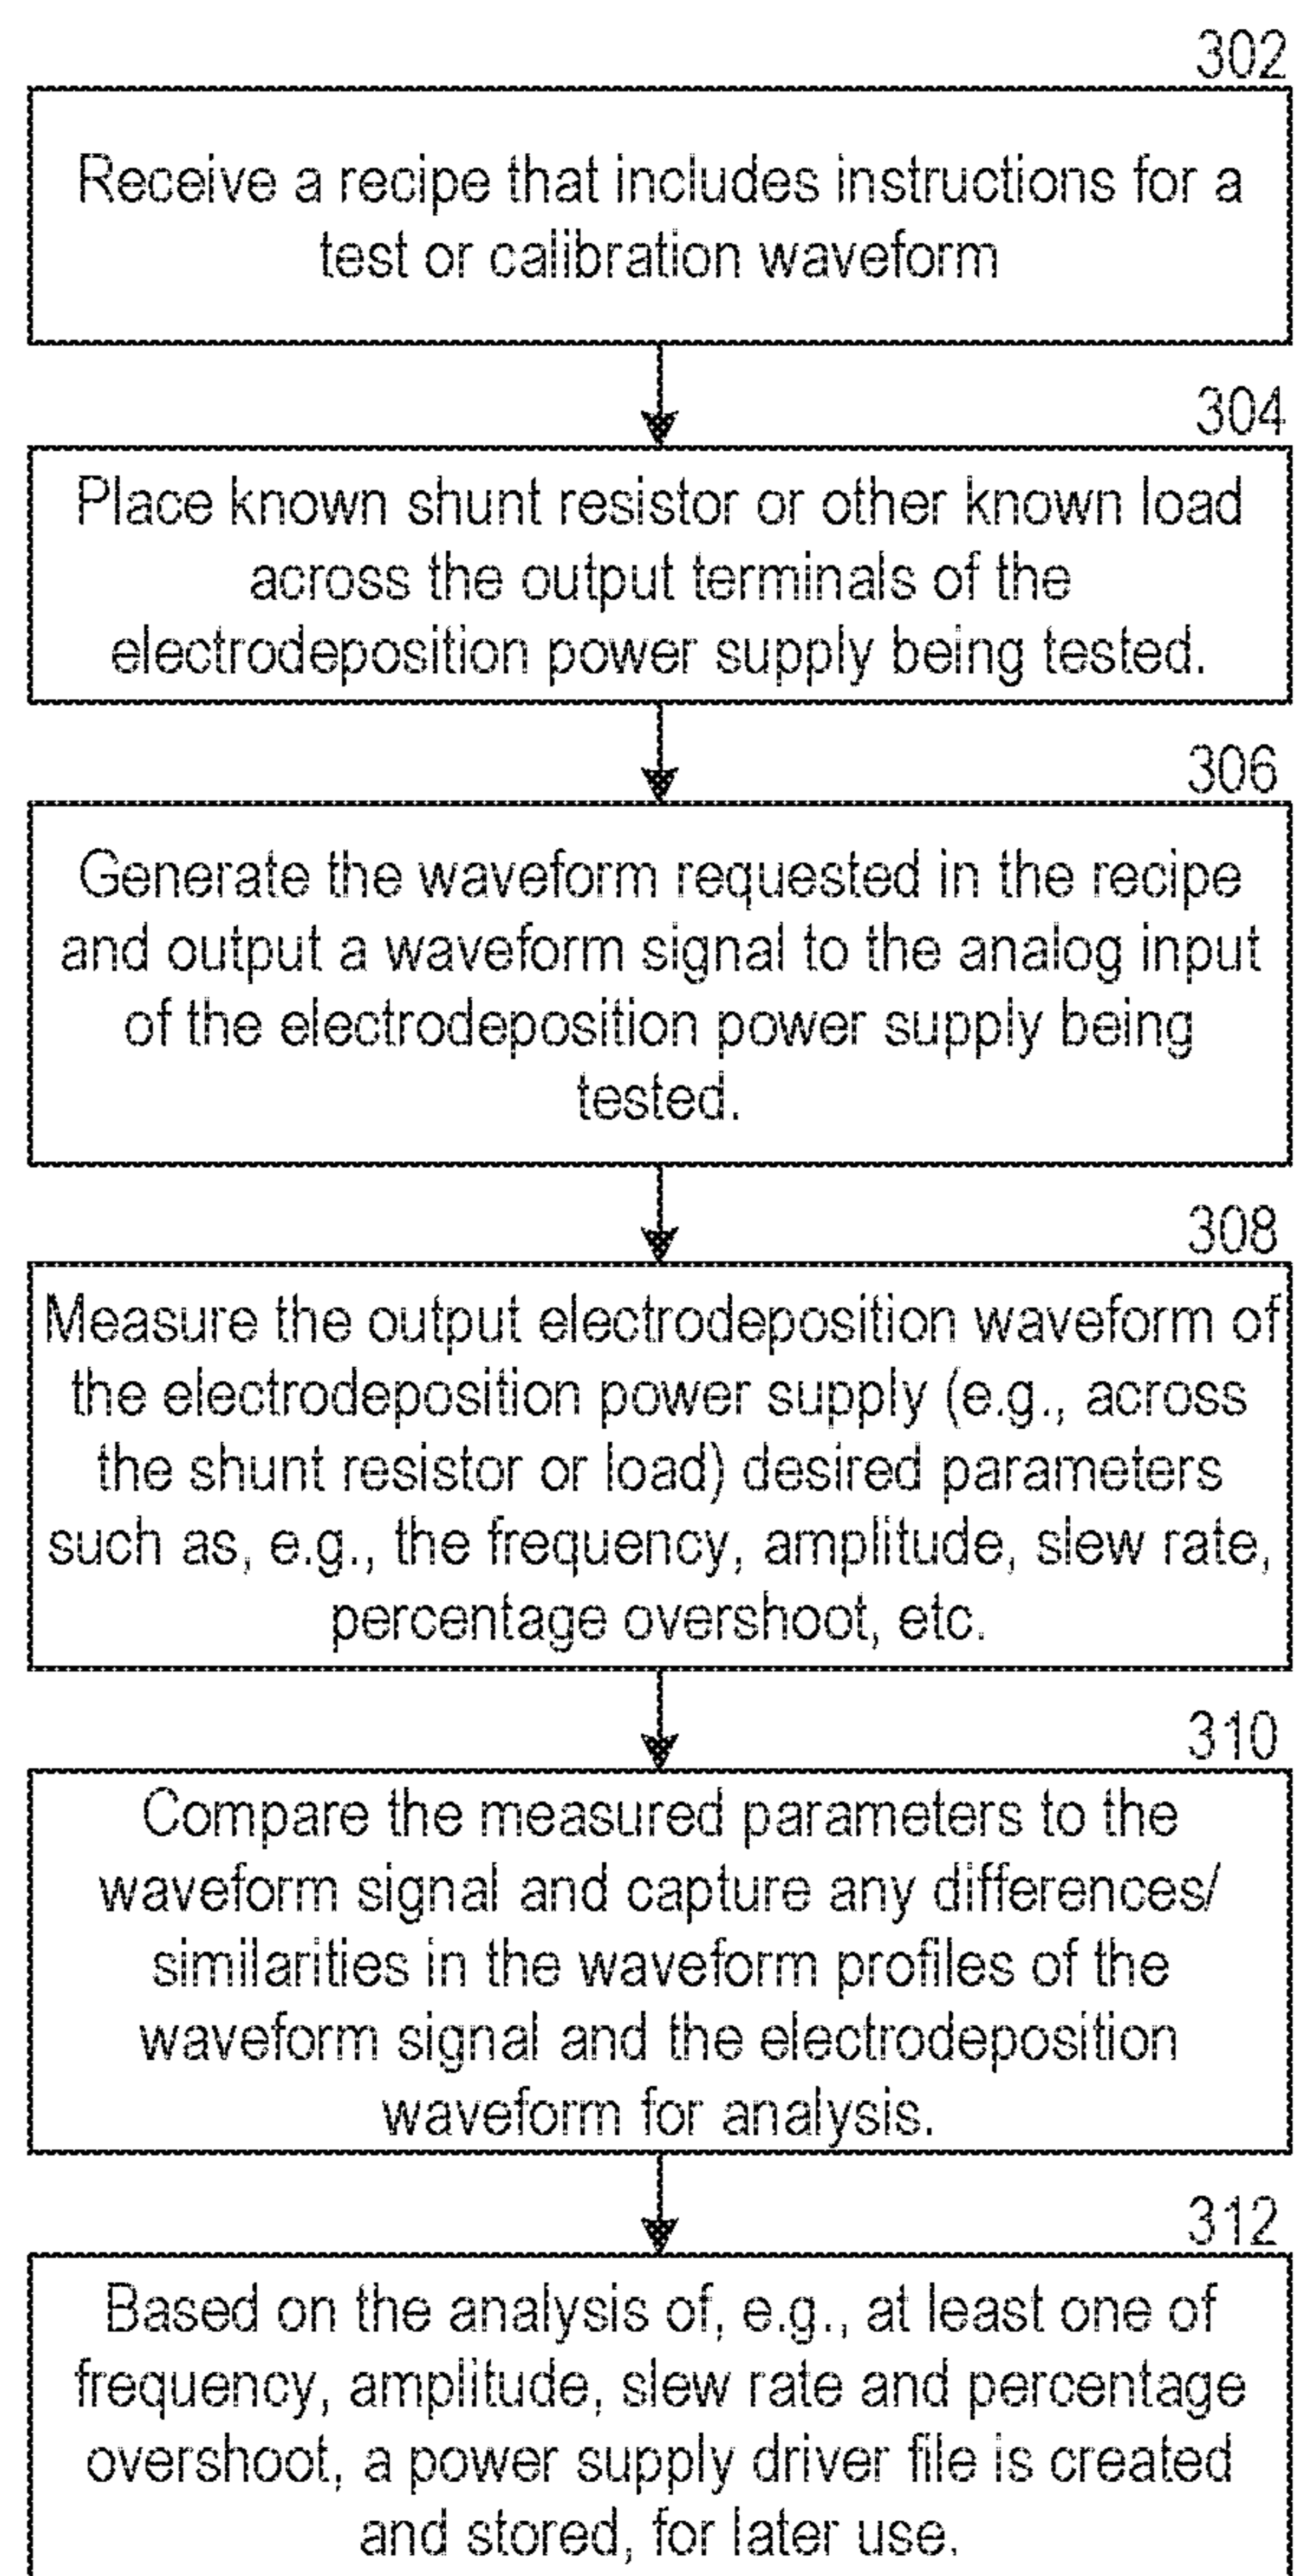 302
Receive a recipe that includes instructions for a
test or calibration waveform
304
Place known shunt resistor or other known load
across the output terminals of the
electrodeposition power supply being tested.
306
Generate the waveform requested in the recipe
and output a waveform signal to the analog input
of the electrodeposition power supply being
tested.
308
Measure the output electrodeposition waveform of
the electrodeposition power supply (e.g., across
the shunt resistor or load) desired parameters
such as, e.g., the frequency, amplitude, slew rate,
percentage overshoot, etc.
310
Compare the measured parameters to the
waveform signal and capture any differences/
similarities in the waveform profiles of the
waveform signal and the electrodeposition
waveform for analysis.
312
Based on the analysis of, e.g., at least one of
frequency, amplitude, slew rate and percentage
overshoot, a power supply driver file is created
and stored, for later use.